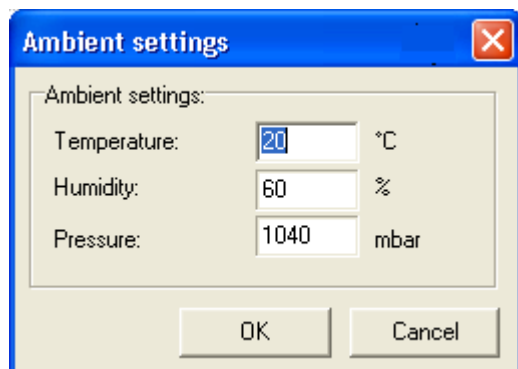 Ambient settings
Ambient settings:
Temperature: 20 °C
Humidity: 60 %
Pressure: 1040 mbar
OK Cancel